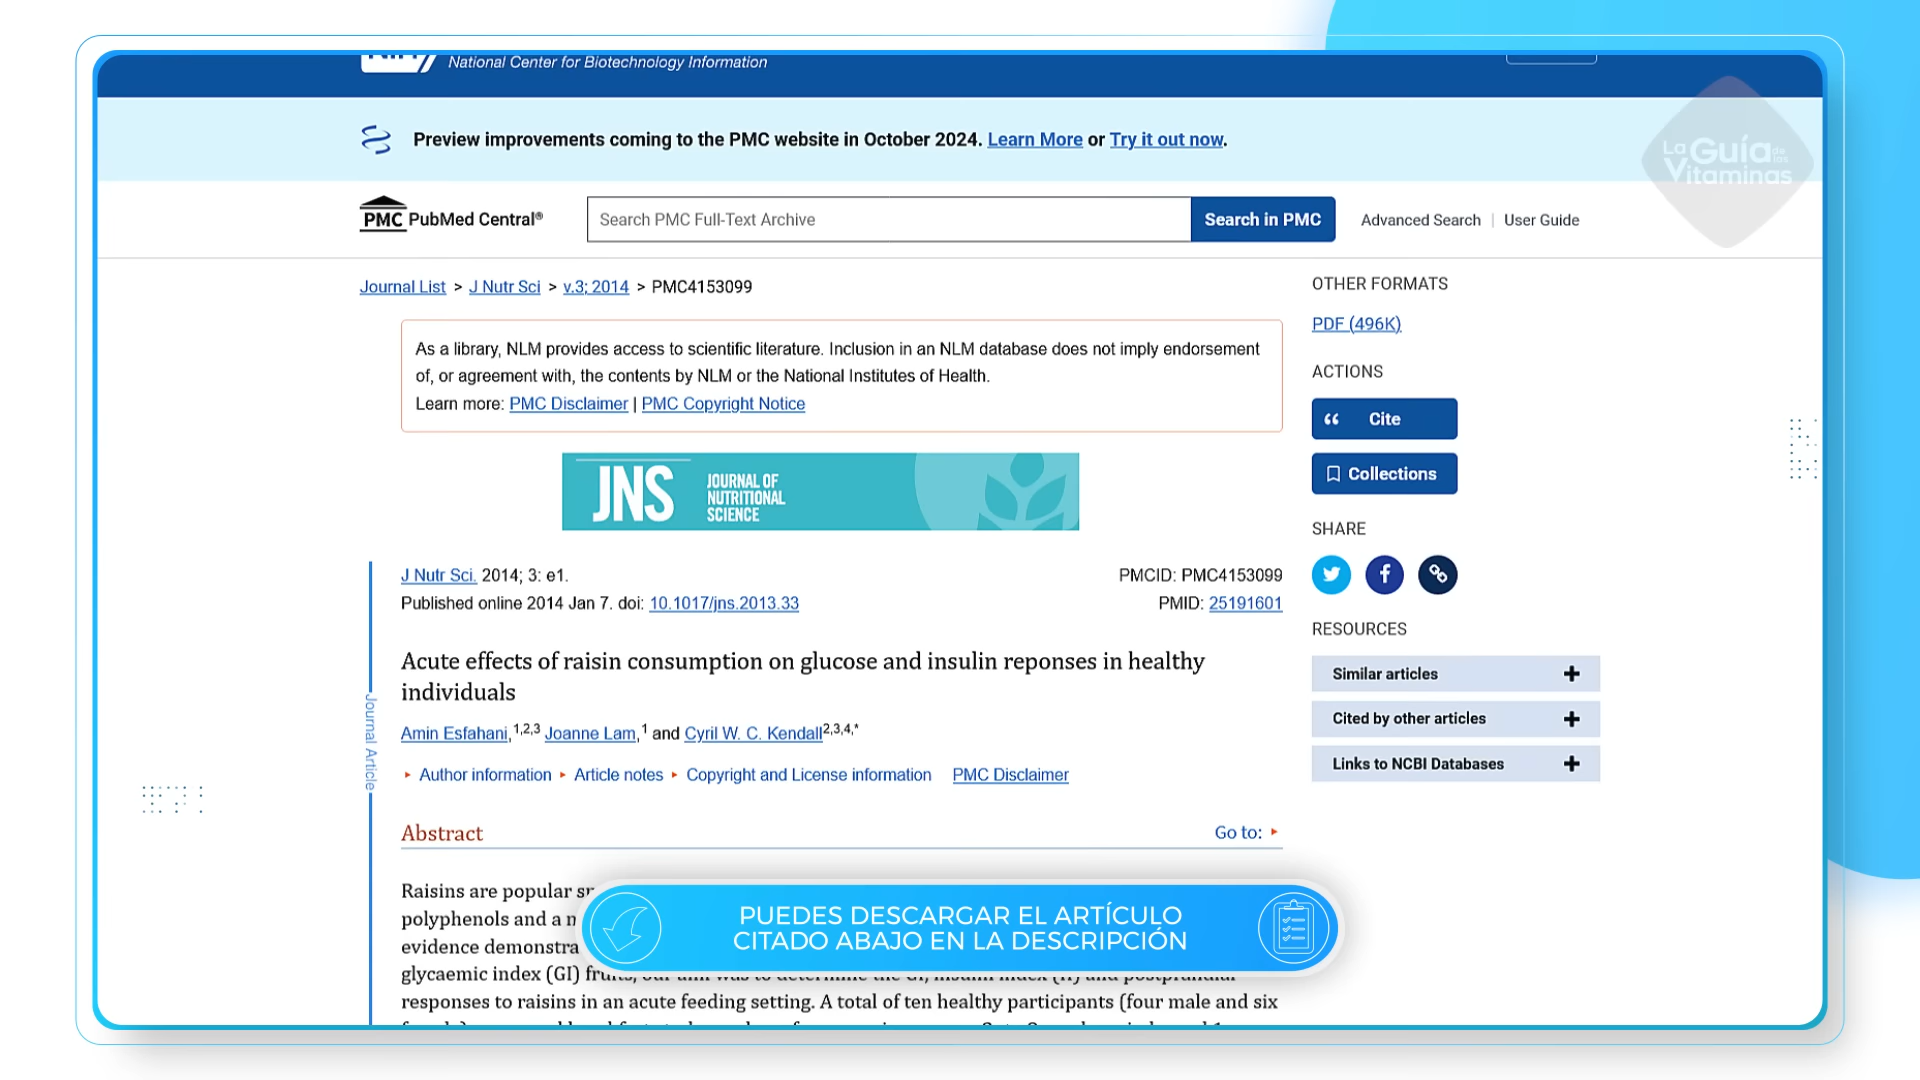 National Center for Biotechnology Information
Preview improvements coming to the PMC website in October 2024. Learn More or Try it out now.
La Guía de las Vitaminas
PMC PubMed Central®
Search PMC Full-Text Archive
Search in PMC
Advanced Search | User Guide
Journal List > J Nutr Sci > v.3; 2014 > PMC4153099
OTHER FORMATS
PDF (496K)
As a library, NLM provides access to scientific literature. Inclusion in an NLM database does not imply endorsement
of, or agreement with, the contents by NLM or the National Institutes of Health.
Learn more: PMC Disclaimer | PMC Copyright Notice
ACTIONS
Cite
Collections
JNS JOURNAL OF
NUTRITIONAL
SCIENCE
SHARE
J Nutr Sci. 2014; 3: e1.
PMCID: PMC4153099
Published online 2014 Jan 7. doi: 10.1017/jns.2013.33
PMID: 25191601
RESOURCES
Similar articles
Cited by other articles
Links to NCBI Databases
Journal Article
Acute effects of raisin consumption on glucose and insulin reponses in healthy
individuals
Amin Esfahani,1,2,3 Joanne Lam,1 and Cyril W. C. Kendall2,3,4,*
Author information Article notes Copyright and License information PMC Disclaimer
Abstract
Go to:
Raisins are popular
polyphenols and a
evidence
glycaemic index (GI)
responses to raisins in an acute feeding setting. A total of ten healthy participants (four male and six
PUEDES DESCARGAR EL ARTÍCULO
CITADO ABAJO EN LA DESCRIPCIÓN